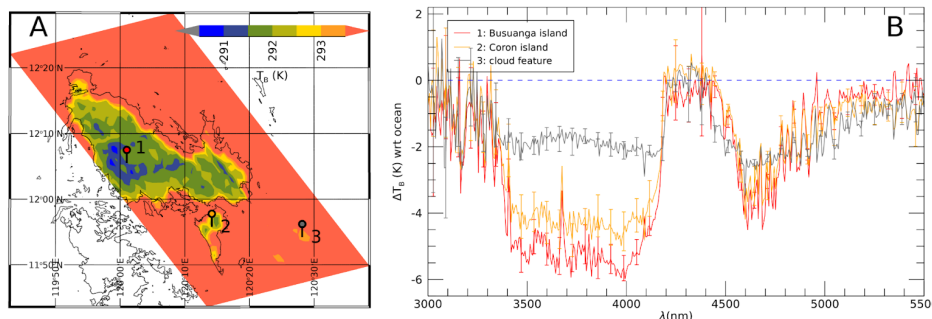 A
291
292
293
T_B (K)
12°20 N
12°10 N
12°00 N
11°50 N
119°50 E
120°0 E
120°10 E
120°20 E
120°30 E
1
2
3
B
1: Busuanga island
2: Coron island
3: cloud feature
ΔT_B (K) wrt ocean
0
-2
-4
-6
3000
3500
4000
4500
5000
550
λ(nm)